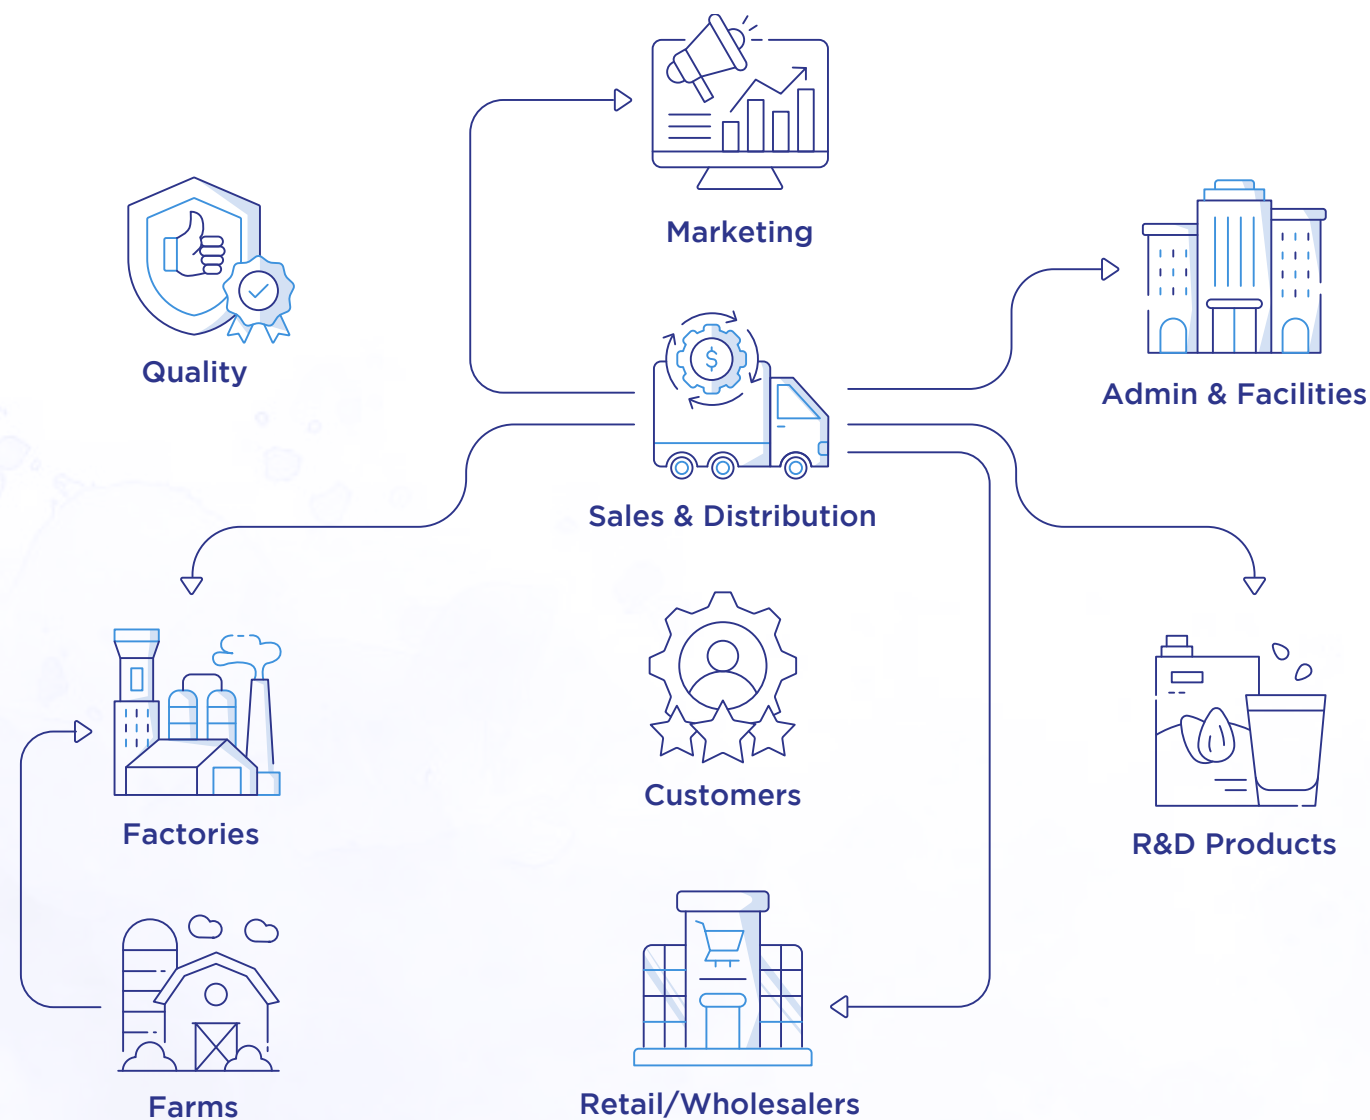 Marketing
Quality
Admin & Facilities
$
Sales & Distribution
Customers
Factories
R&D Products
Farms
Retail/Wholesalers